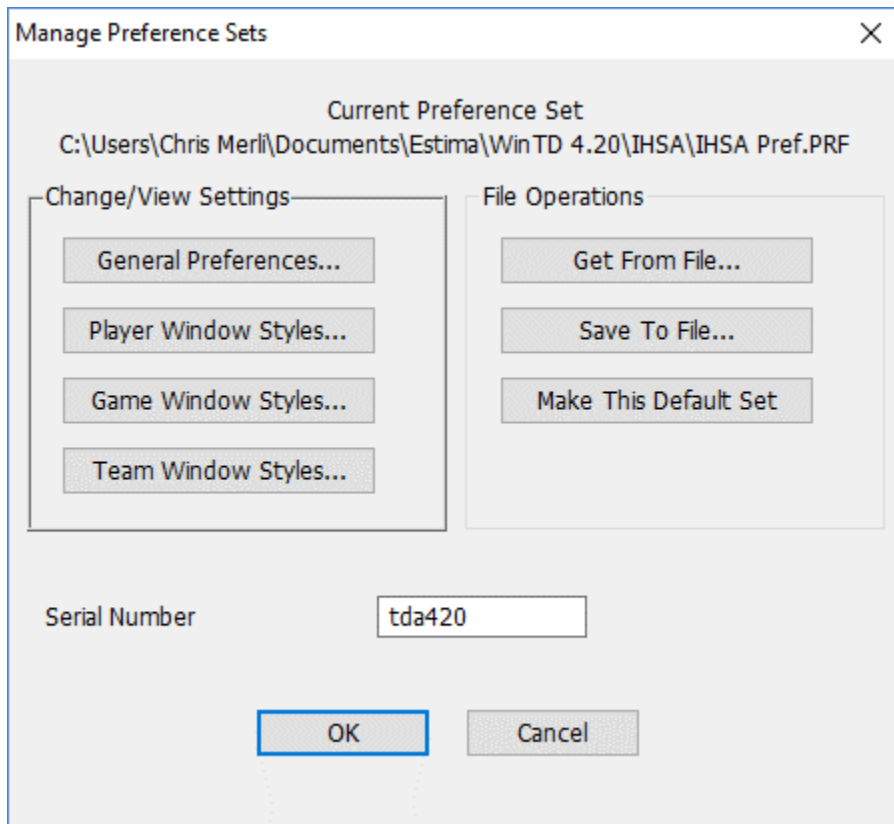 Manage Preference Sets
Current Preference Set
C:\Users\Chris Merli\Documents\Estima\WinTD 4.20\IHSA\IHSA Pref.PRF
Change/View Settings
General Preferences...
Player Window Styles...
Game Window Styles...
Team Window Styles...
File Operations
Get From File...
Save To File...
Make This Default Set
Serial Number
tda420
OK
Cancel